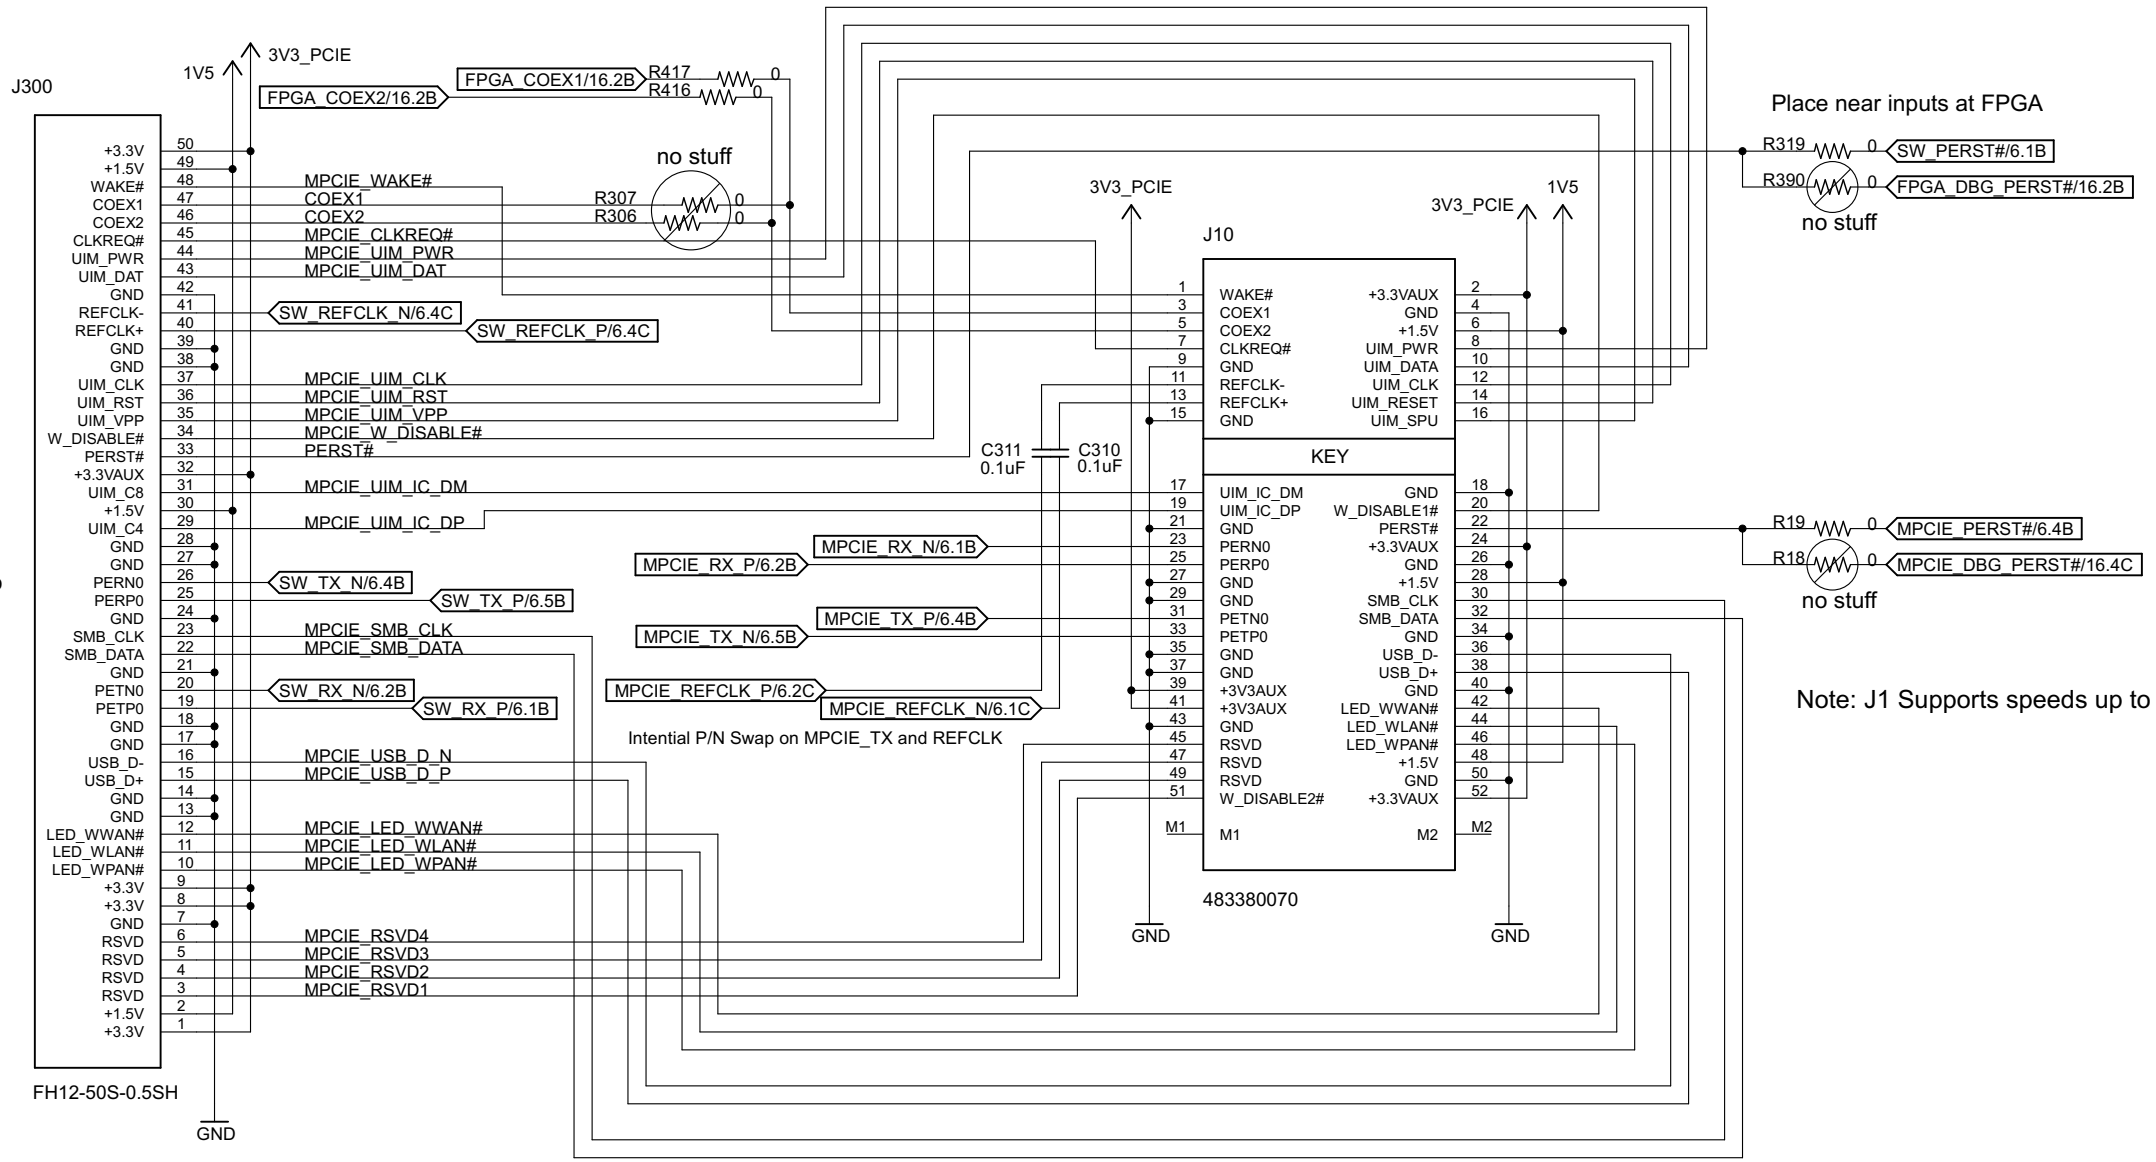 J300
1V5
3V3_PCIE
FPGA_COEX1/16.2B
R417
0
FPGA_COEX2/16.2B
R416
0
no stuff
R307
0
R306
0
+3.3V 50
+1.5V 49
WAKE# 48 MPCIE_WAKE#
COEX1 47 COEX1
COEX2 46 COEX2
CLKREQ# 45 MPCIE_CLKREQ#
UIM_PWR 44 MPCIE_UIM_PWR
UIM_DAT 43 MPCIE_UIM_DAT
GND 42
REFCLK- 41 SW_REFCLK_N/6.4C
REFCLK+ 40 SW_REFCLK_P/6.4C
GND 39
GND 38
UIM_CLK 37 MPCIE_UIM_CLK
UIM_RST 36 MPCIE_UIM_RST
UIM_VPP 35 MPCIE_UIM_VPP
W_DISABLE# 34 MPCIE_W_DISABLE#
PERST# 33 PERST#
+3.3VAUX 32
UIM_C8 31 MPCIE_UIM_IC_DM
+1.5V 30
UIM_C4 29 MPCIE_UIM_IC_DP
GND 28
GND 27
PERN0 26 SW_TX_N/6.4B
PERP0 25 SW_TX_P/6.5B
GND 24
SMB_CLK 23 MPCIE_SMB_CLK
SMB_DATA 22 MPCIE_SMB_DATA
GND 21
PETN0 20 SW_RX_N/6.2B
PETP0 19 SW_RX_P/6.1B
GND 18
GND 17
USB_D- 16 MPCIE_USB_D_N
USB_D+ 15 MPCIE_USB_D_P
GND 14
GND 13
LED_WWAN# 12 MPCIE_LED_WWAN#
LED_WLAN# 11 MPCIE_LED_WLAN#
LED_WPAN# 10 MPCIE_LED_WPAN#
+3.3V 9
+3.3V 8
GND 7
RSVD 6 MPCIE_RSVD4
RSVD 5 MPCIE_RSVD3
RSVD 4 MPCIE_RSVD2
RSVD 3 MPCIE_RSVD1
+1.5V 2
+3.3V 1
FH12-50S-0.5SH
GND
C311
0.1uF
C310
0.1uF
MPCIE_RX_N/6.1B
MPCIE_RX_P/6.2B
MPCIE_TX_P/6.4B
MPCIE_TX_N/6.5B
MPCIE_REFCLK_P/6.2C
MPCIE_REFCLK_N/6.1C
Intential P/N Swap on MPCIE_TX and REFCLK
3V3_PCIE
3V3_PCIE
1V5
J10
1 WAKE# +3.3VAUX 2
3 COEX1 GND 4
5 COEX2 +1.5V 6
7 CLKREQ# UIM_PWR 8
9 GND UIM_DATA 10
11 REFCLK- UIM_CLK 12
13 REFCLK+ UIM_RESET 14
15 GND UIM_SPU 16
KEY
17 UIM_IC_DM GND 18
19 UIM_IC_DP W_DISABLE1# 20
21 GND PERST# 22
23 PERN0 +3.3VAUX 24
25 PERP0 GND 26
27 GND +1.5V 28
29 GND SMB_CLK 30
31 PETN0 SMB_DATA 32
33 PETP0 GND 34
35 GND USB_D- 36
37 GND USB_D+ 38
39 +3V3AUX GND 40
41 +3V3AUX LED_WWAN# 42
43 GND LED_WLAN# 44
45 RSVD LED_WPAN# 46
47 RSVD +1.5V 48
49 RSVD GND 50
51 W_DISABLE2# +3.3VAUX 52
M1 M1 M2 M2
483380070
GND
GND
Place near inputs at FPGA
R319 0 SW_PERST#/6.1B
R390 0 FPGA_DBG_PERST#/16.2B
no stuff
R19 0 MPCIE_PERST#/6.4B
R18 0 MPCIE_DBG_PERST#/16.4C
no stuff
Note: J1 Supports speeds up to